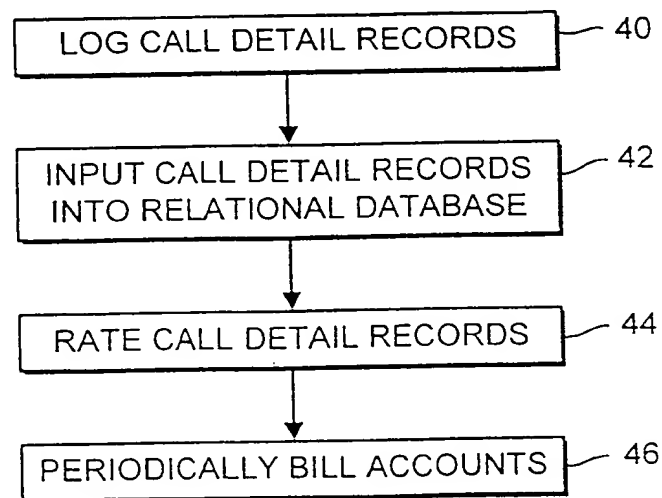 LOG CALL DETAIL RECORDS
40
INPUT CALL DETAIL RECORDS
INTO RELATIONAL DATABASE
42
RATE CALL DETAIL RECORDS
44
PERIODICALLY BILL ACCOUNTS
46